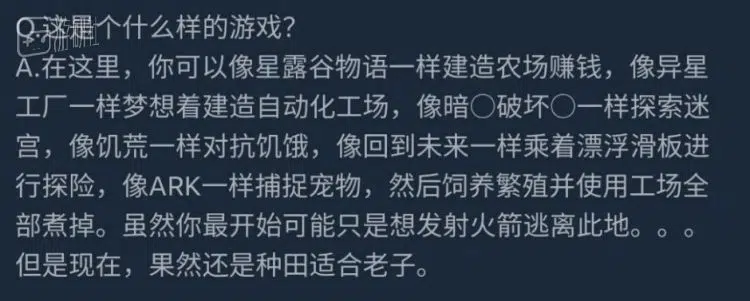 Q.这是个什么样的游戏？
A.在这里，你可以像星露谷物语一样建造农场赚钱，像异星
工厂一样梦想着建造自动化工场，像暗○破坏○一样探索迷
宫，像饥荒一样对抗饥饿，像回到未来一样乘着漂浮滑板进
行探险，像ARK一样捕捉宠物，然后饲养繁殖并使用工场全
部煮掉。虽然你最开始可能只是想发射火箭逃离此地。。。
但是现在，果然还是种田适合老子。
游研社